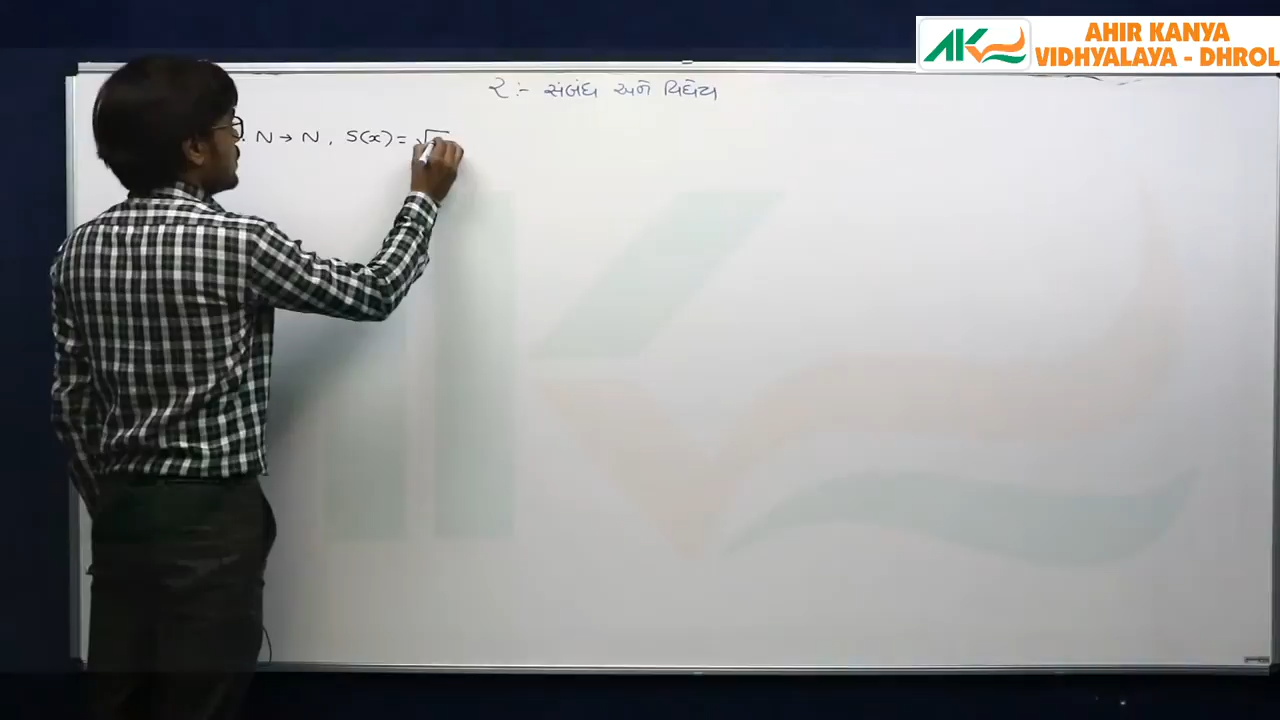 AHIR KANYA
VIDHYALAYA - DHROL
૨ :- સંબંધ અને વિધેય
N → N , S(x) = √